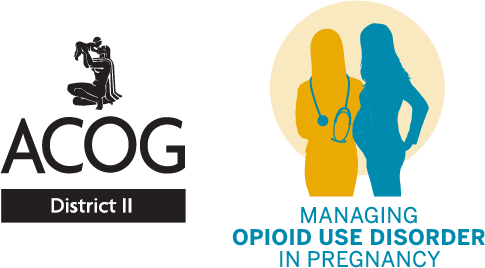 ACOG
District II
MANAGING
OPIOID USE DISORDER
IN PREGNANCY